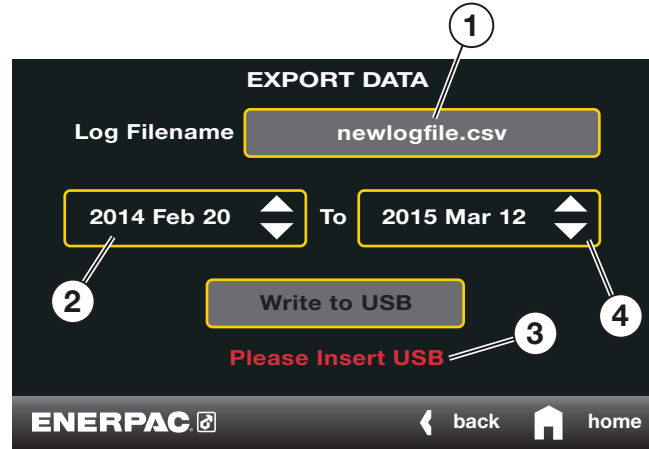 1
EXPORT DATA
Log Filename newlogfile.csv
2014 Feb 20 To 2015 Mar 12
2 Write to USB 4
3
Please Insert USB
ENERPAC back home